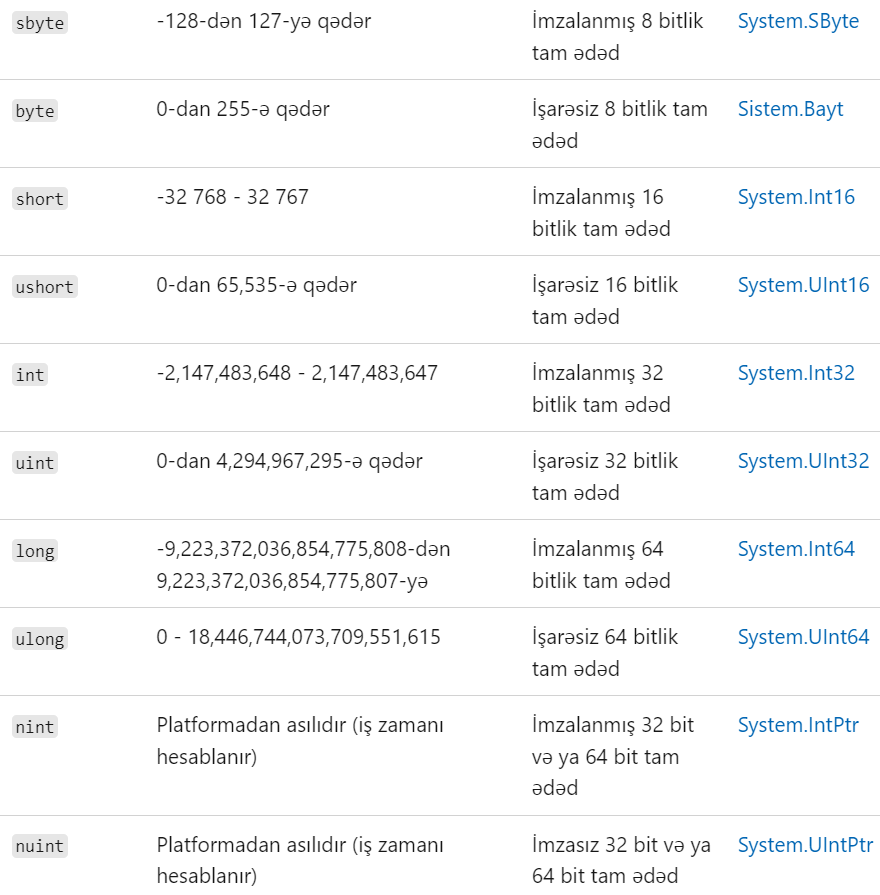 sbyte -128-dən 127-yə qədər İmzalanmış 8 bitlik System.SByte
tam ədəd
byte 0-dan 255-ə qədər İşarəsiz 8 bitlik tam Sistem.Bayt
ədəd
short -32 768 - 32 767 İmzalanmış 16 System.Int16
bitlik tam ədəd
ushort 0-dan 65,535-ə qədər İşarəsiz 16 bitlik System.UInt16
tam ədəd
int -2,147,483,648 - 2,147,483,647 İmzalanmış 32 System.Int32
bitlik tam ədəd
uint 0-dan 4,294,967,295-ə qədər İşarəsiz 32 bitlik System.UInt32
tam ədəd
long -9,223,372,036,854,775,808-dən İmzalanmış 64 System.Int64
9,223,372,036,854,775,807-yə bitlik tam ədəd
ulong 0 - 18,446,744,073,709,551,615 İşarəsiz 64 bitlik System.UInt64
tam ədəd
nint Platformadan asılıdır (iş zamanı İmzalanmış 32 bit System.IntPtr
hesablanır) və ya 64 bit tam
ədəd
nuint Platformadan asılıdır (iş zamanı İmzasız 32 bit və ya System.UIntPtr
hesablanır) 64 bit tam ədəd